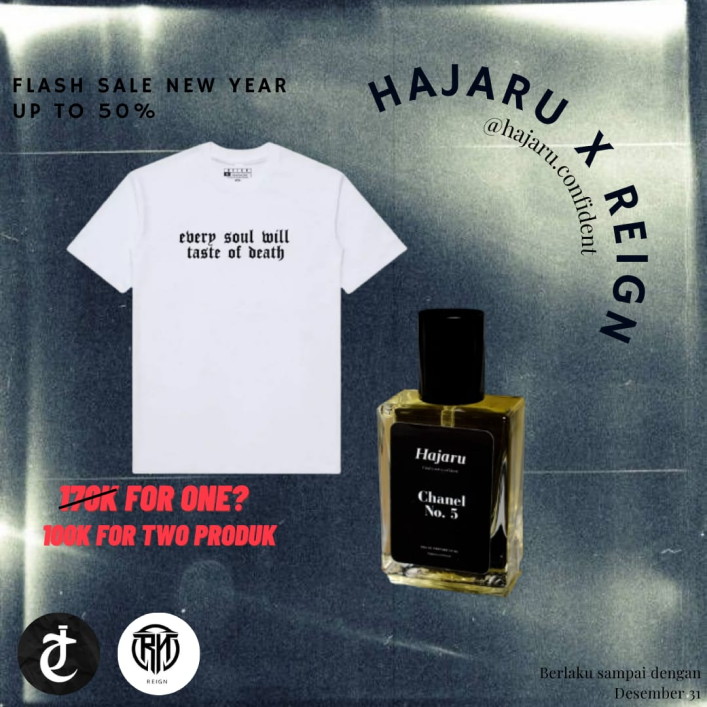 FLASH SALE NEW YEAR
UP TO 50%
HAJARU X REIGN
@hajaru.confident
every soul will
taste of death
Hajaru
Chanel
No. 5
170K FOR ONE?
100K FOR TWO PRODUK
REIGN
Berlaku sampai dengan
Desember 31